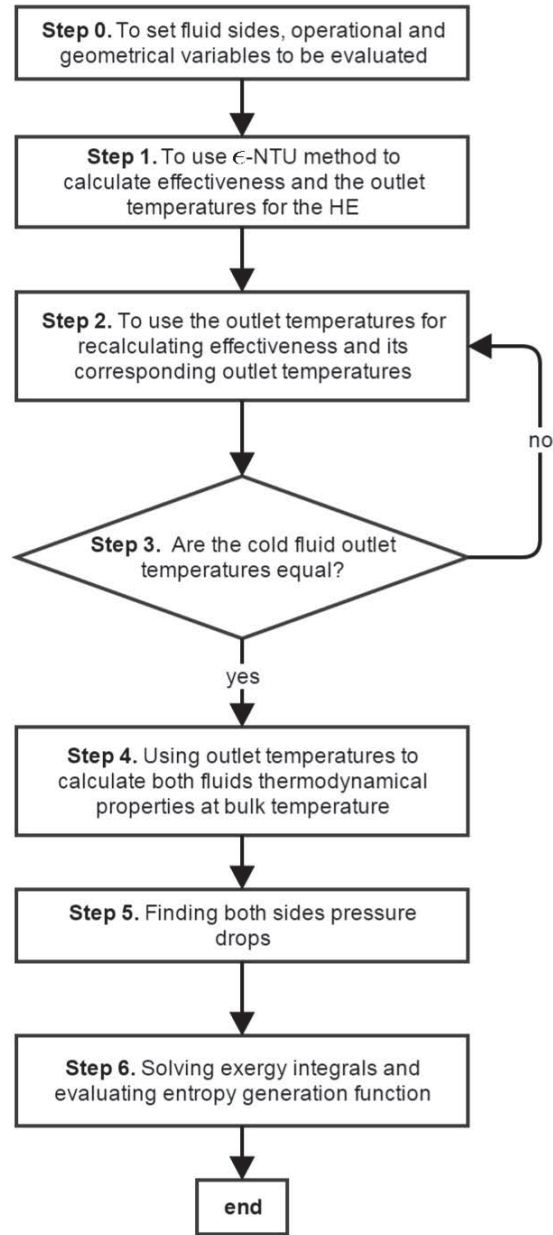 Step 0. To set fluid sides, operational and
geometrical variables to be evaluated
Step 1. To use ϵ-NTU method to
calculate effectiveness and the outlet
temperatures for the HE
Step 2. To use the outlet temperatures for
recalculating effectiveness and its
corresponding outlet temperatures
no
Step 3. Are the cold fluid outlet
temperatures equal?
yes
Step 4. Using outlet temperatures to
calculate both fluids thermodynamical
properties at bulk temperature
Step 5. Finding both sides pressure
drops
Step 6. Solving exergy integrals and
evaluating entropy generation function
end